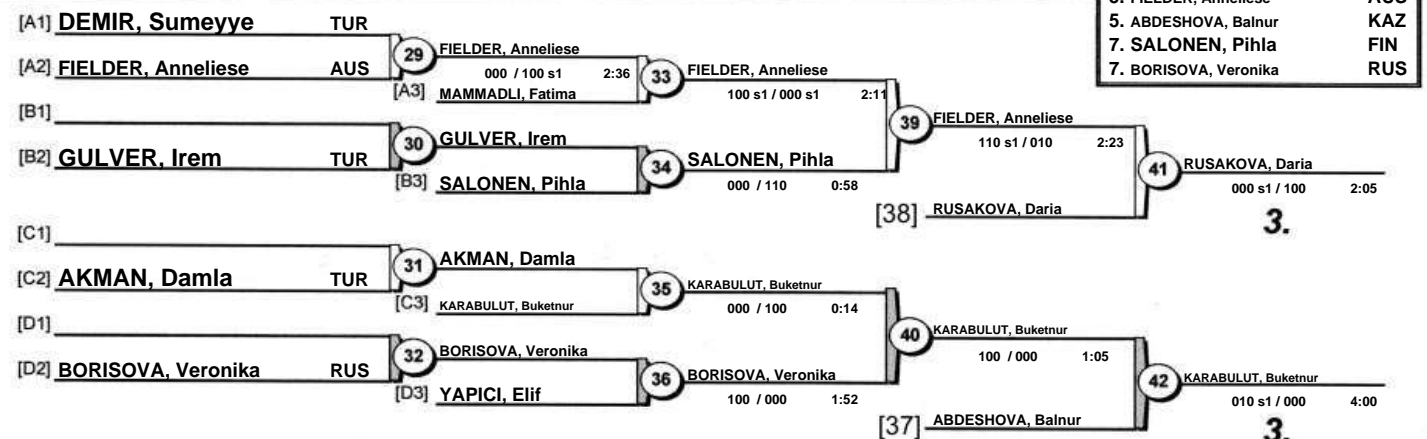 5. ABDESHOVA, Balnur KAZ
7. SALONEN, Pihla FIN
7. BORISOVA, Veronika RUS
[A1] DEMIR, Sumeyye TUR
29 FIELDER, Anneliese
[A2] FIELDER, Anneliese AUS
000 / 100 s1 2:36
33 FIELDER, Anneliese
[A3] MAMMADLI, Fatima
100 s1 / 000 s1 2:11
[B1]
39 FIELDER, Anneliese
30 GULVER, Irem
110 s1 / 010 2:23
[B2] GULVER, Irem TUR
34 SALONEN, Pihla
41 RUSAKOVA, Daria
[B3] SALONEN, Pihla
000 / 110 0:58
000 s1 / 100 2:05
[38] RUSAKOVA, Daria
3.
[C1]
31 AKMAN, Damla
[C2] AKMAN, Damla TUR
35 KARABULUT, Buketnur
[C3] KARABULUT, Buketnur
000 / 100 0:14
[D1]
40 KARABULUT, Buketnur
32 BORISOVA, Veronika
100 / 000 1:05
[D2] BORISOVA, Veronika RUS
36 BORISOVA, Veronika
42 KARABULUT, Buketnur
[D3] YAPICI, Elif
100 / 000 1:52
010 s1 / 000 4:00
[37] ABDESHOVA, Balnur
3.